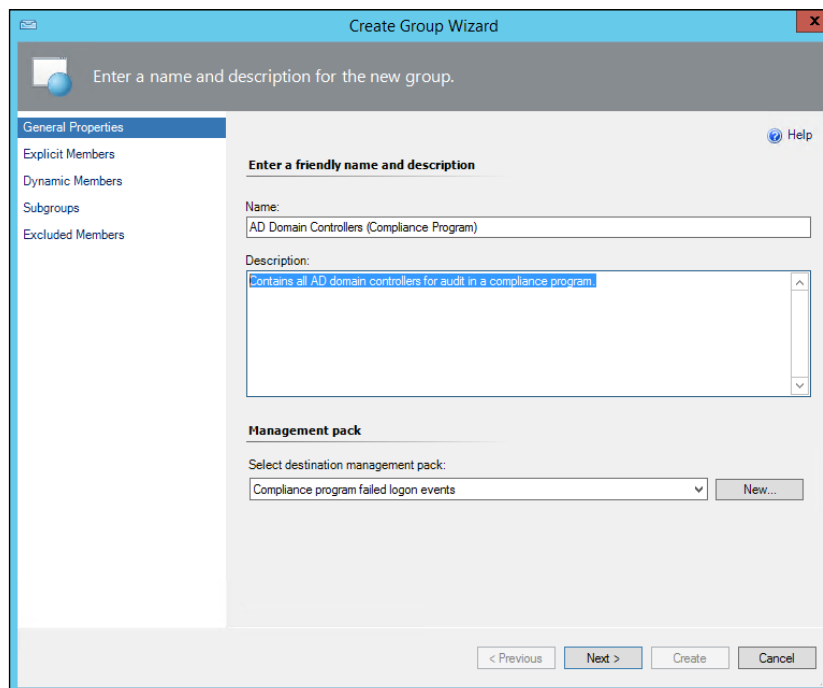 Create Group Wizard
x
Enter a name and description for the new group.
General Properties
Explicit Members
Dynamic Members
Subgroups
Excluded Members
Help
Enter a friendly name and description
Name:
AD Domain Controllers (Compliance Program)
Description:
Contains all AD domain controllers for audit in a compliance program.
Management pack
Select destination management pack:
Compliance program failed logon events
New...
< Previous
Next >
Create
Cancel